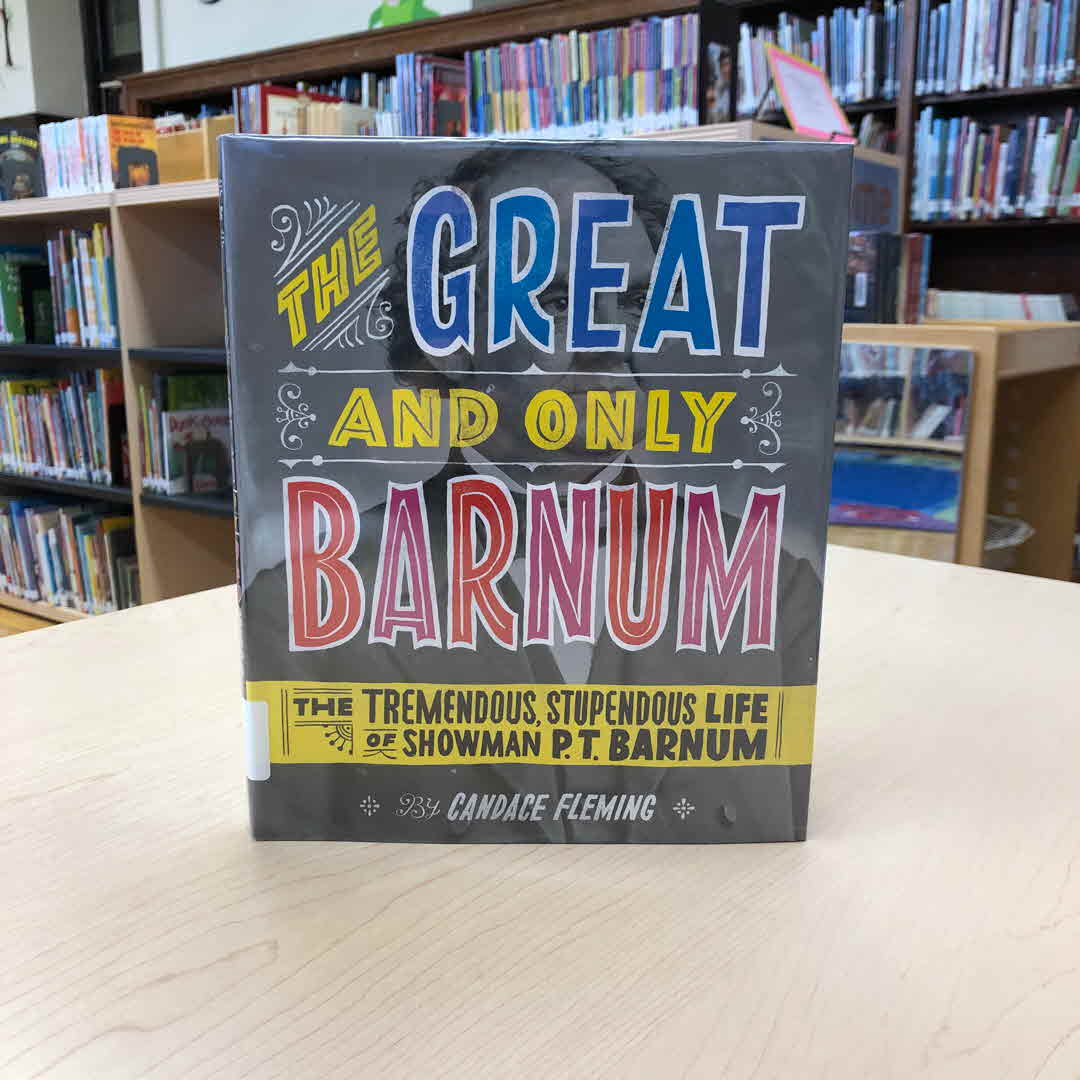 THE GREAT
AND ONLY
BARNUM
THE TREMENDOUS, STUPENDOUS LIFE
OF SHOWMAN P.T. BARNUM
By CANDACE FLEMING